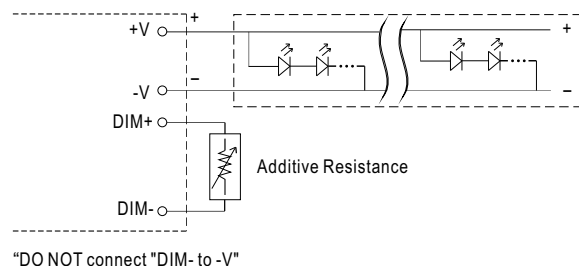 +V
+
+
-V
–
–
DIM+
Additive Resistance
DIM-
“DO NOT connect "DIM- to -V"